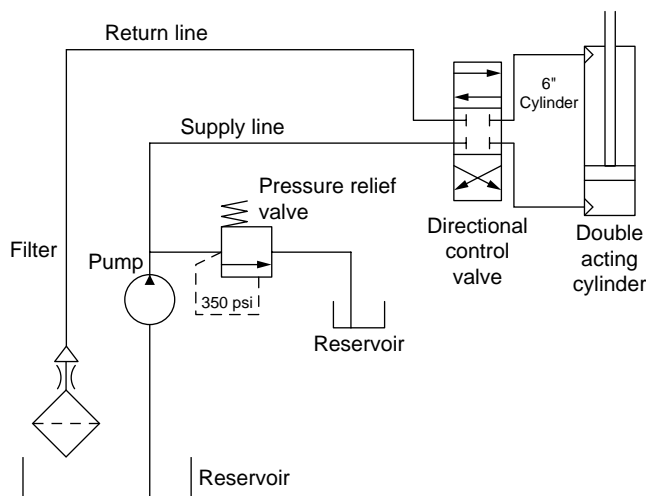 Return line
6"
Cylinder
Supply line
Pressure relief
valve
Directional
control
valve
Double
acting
cylinder
Filter
Pump
350 psi
Reservoir
Reservoir